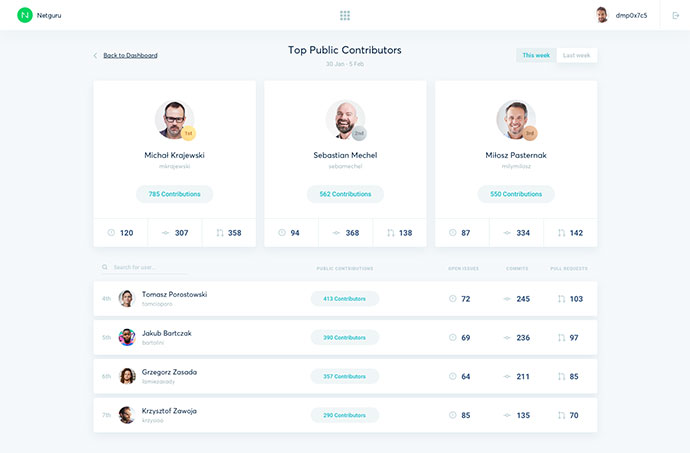 N Netguru
dmp0x7c5
Back to Dashboard
Top Public Contributors
30 Jan - 5 Feb
This week
Last week
1st
Michał Krajewski
mkrajewski
785 Contributions
120 307 358
2nd
Sebastian Mechel
sebamechel
562 Contributions
94 368 138
3rd
Miłosz Pasternak
milymilosz
550 Contributions
87 334 142
Search for user...
PUBLIC CONTRIBUTIONS
OPEN ISSUES
COMMITS
PULL REQUESTS
4th Tomasz Porostowski 413 Contributors 72 245 103
5th Jakub Bartczak 390 Contributors 69 236 97
bartolini
6th Grzegorz Zasada 357 Contributors 64 211 85
7th Krzysztof Zawoja 290 Contributors 85 135 70